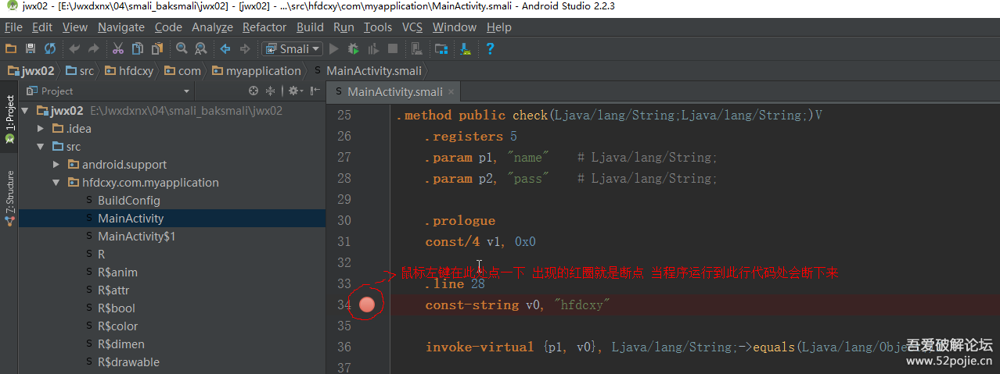 jwx02 - [E:\Jwxdxnx\04\smali_baksmali\jwx02] - [jwx02] - ...\src\hfdcxy\com\myapplication\MainActivity.smali - Android Studio 2.2.3
File Edit View Navigate Code Analyze Refactor Build Run Tools VCS Window Help
Smali
jwx02 src hfdcxy com myapplication MainActivity.smali
Project
MainActivity.smali
1: Project
7: Structure
jwx02 E:\Jwxdxnx\04\smali_baksmali\jwx02
.idea
src
android.support
hfdcxy.com.myapplication
BuildConfig
MainActivity
MainActivity$1
R
R$anim
R$attr
R$bool
R$color
R$dimen
R$drawable
25 .method public check(Ljava/lang/String;Ljava/lang/String;)V
26 .registers 5
27 .param p1, "name" # Ljava/lang/String;
28 .param p2, "pass" # Ljava/lang/String;
29
30 .prologue
31 const/4 v1, 0x0
32
鼠标左键在此处点一下 出现的红圈就是断点 当程序运行到此行代码处会断下来
33 .line 28
34 const-string v0, "hfdcxy"
35
36 invoke-virtual {p1, v0}, Ljava/lang/String;->equals(Ljava/lang/Obje
37
吾爱破解论坛
www.52pojie.cn